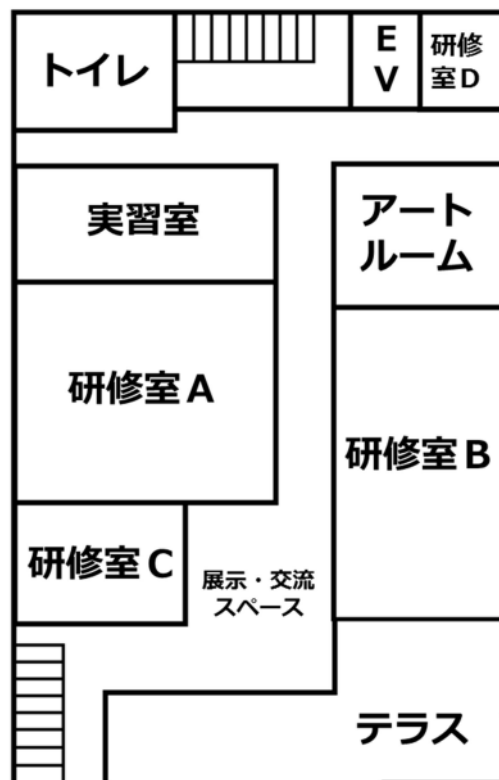 トイレ
E
V
研修
室D
実習室
アート
ルーム
研修室A
研修室B
研修室C
展示・交流
スペース
テラス